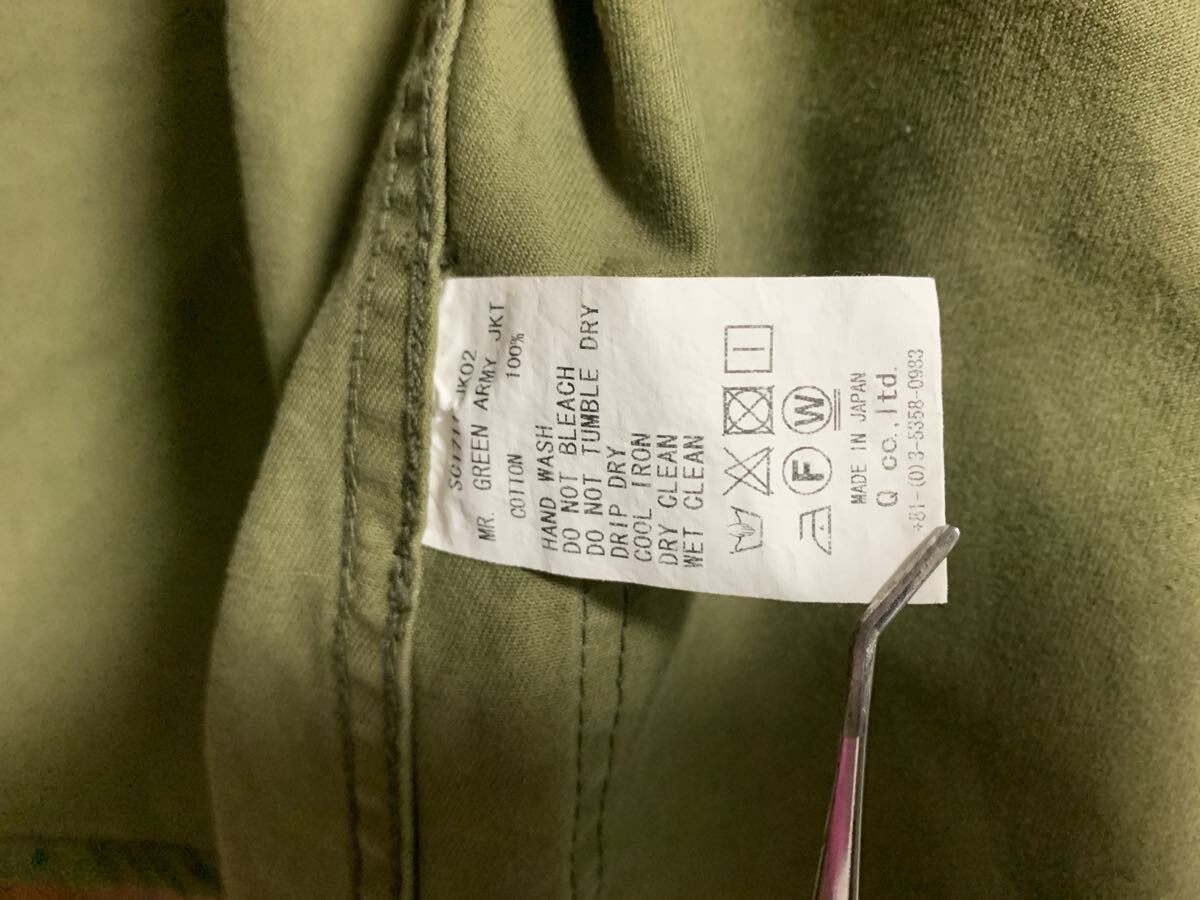 MR. GREEN ARMY JKT
COTTON 100%
HAND WASH
DO NOT BLEACH
DO NOT TUMBLE DRY
DRIP DRY
COOL IRON
DRY CLEAN
WET CLEAN
F W
MADE IN JAPAN
Q co.,ltd.
+81-(0)3-5358-0983